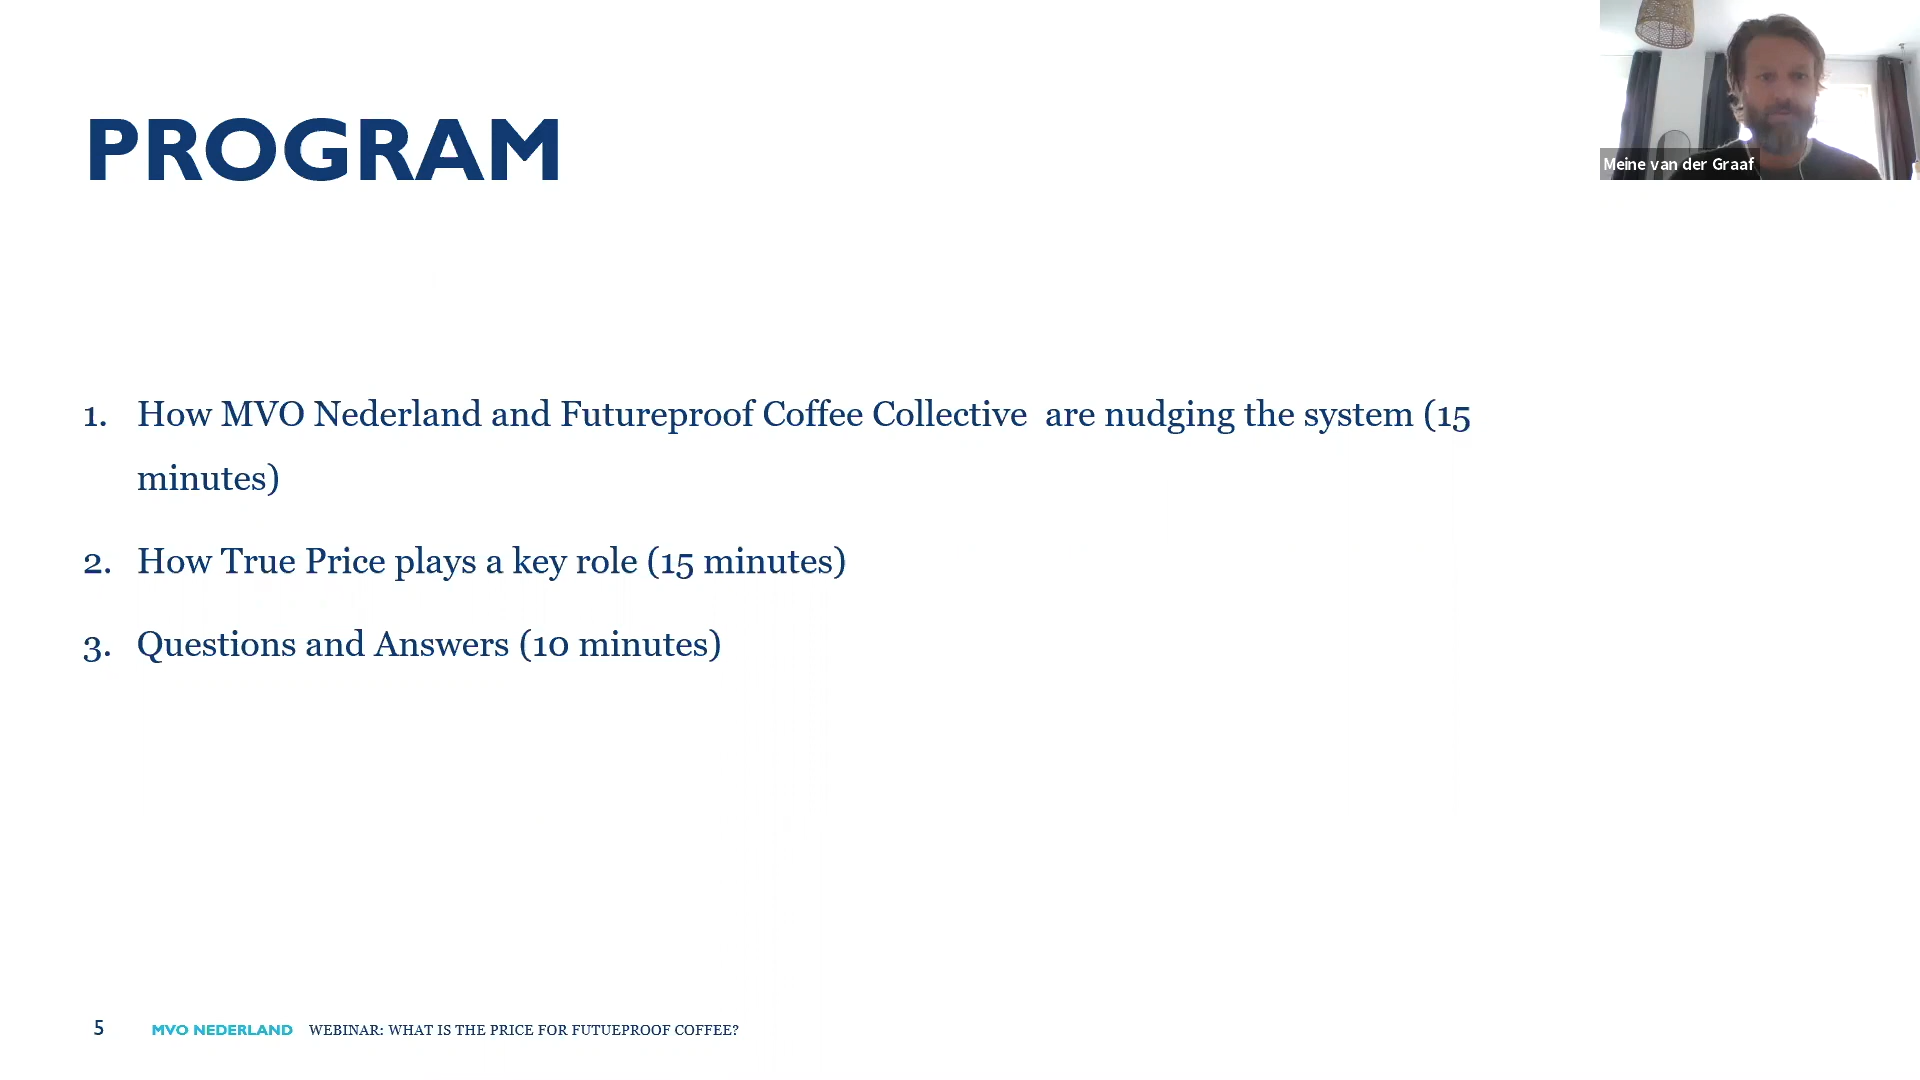 PROGRAM
Meine van der Graaf
1. How MVO Nederland and Futureproof Coffee Collective  are nudging the system (15
minutes)
2. How True Price plays a key role (15 minutes)
3. Questions and Answers (10 minutes)
5 MVO NEDERLAND WEBINAR: WHAT IS THE PRICE FOR FUTUEPROOF COFFEE?